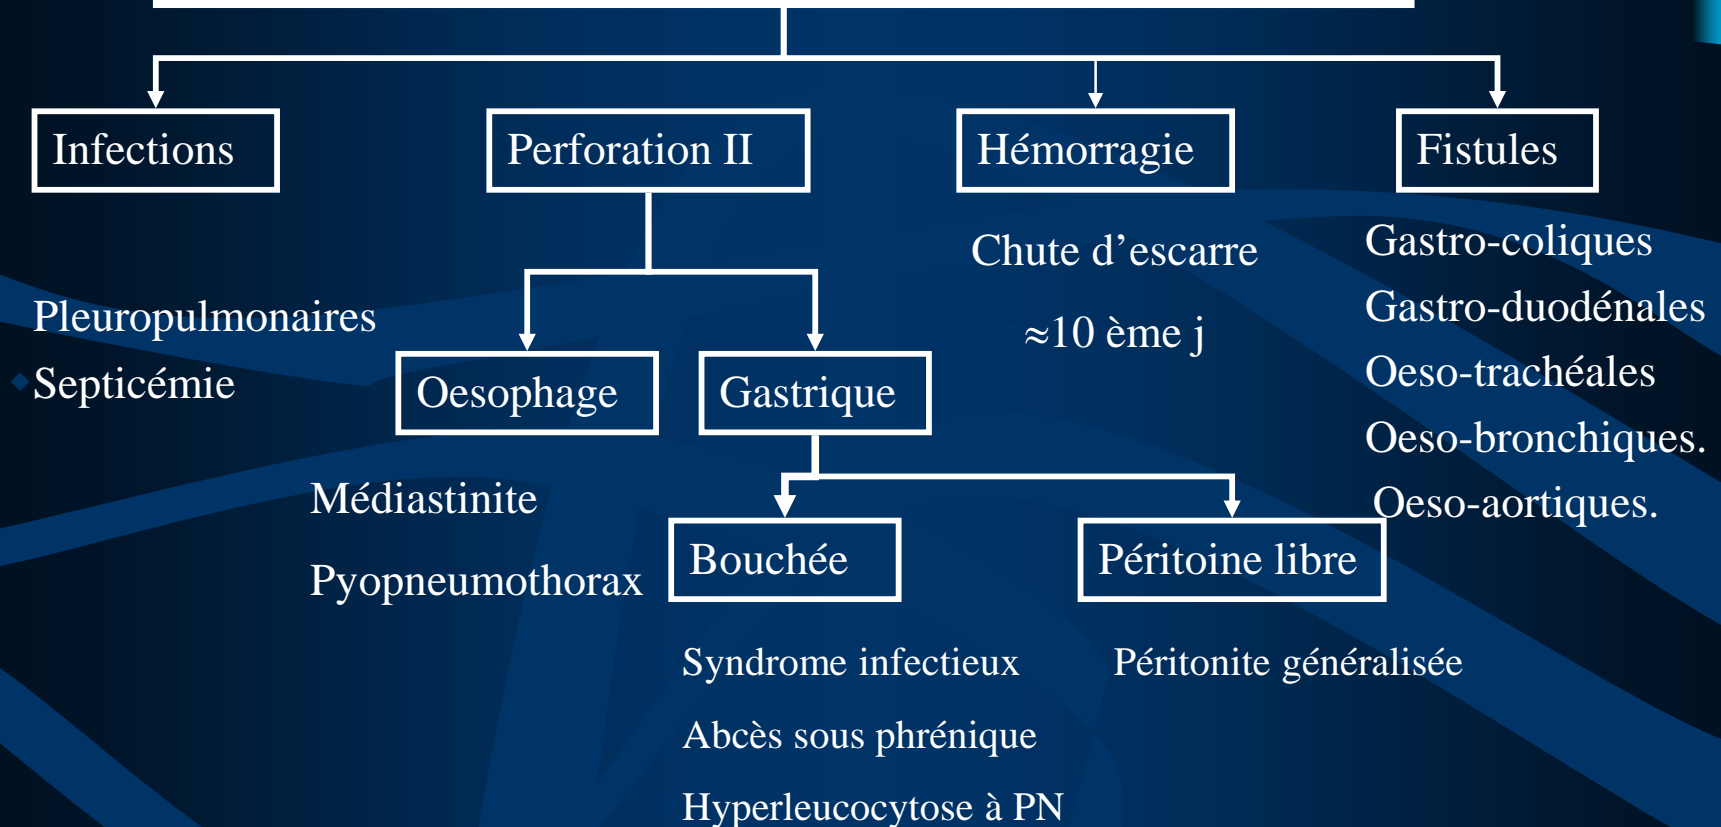 Infections
Perforation II
Hémorragie
Fistules
Pleuropulmonaires
Septicémie
Oesophage
Gastrique
Chute d’escarre
≈10 ème j
Gastro-coliques
Gastro-duodénales
Oeso-trachéales
Oeso-bronchiques.
Oeso-aortiques.
Médiastinite
Pyopneumothorax
Bouchée
Péritoine libre
Syndrome infectieux
Abcès sous phrénique
Hyperleucocytose à PN
Péritonite généralisée